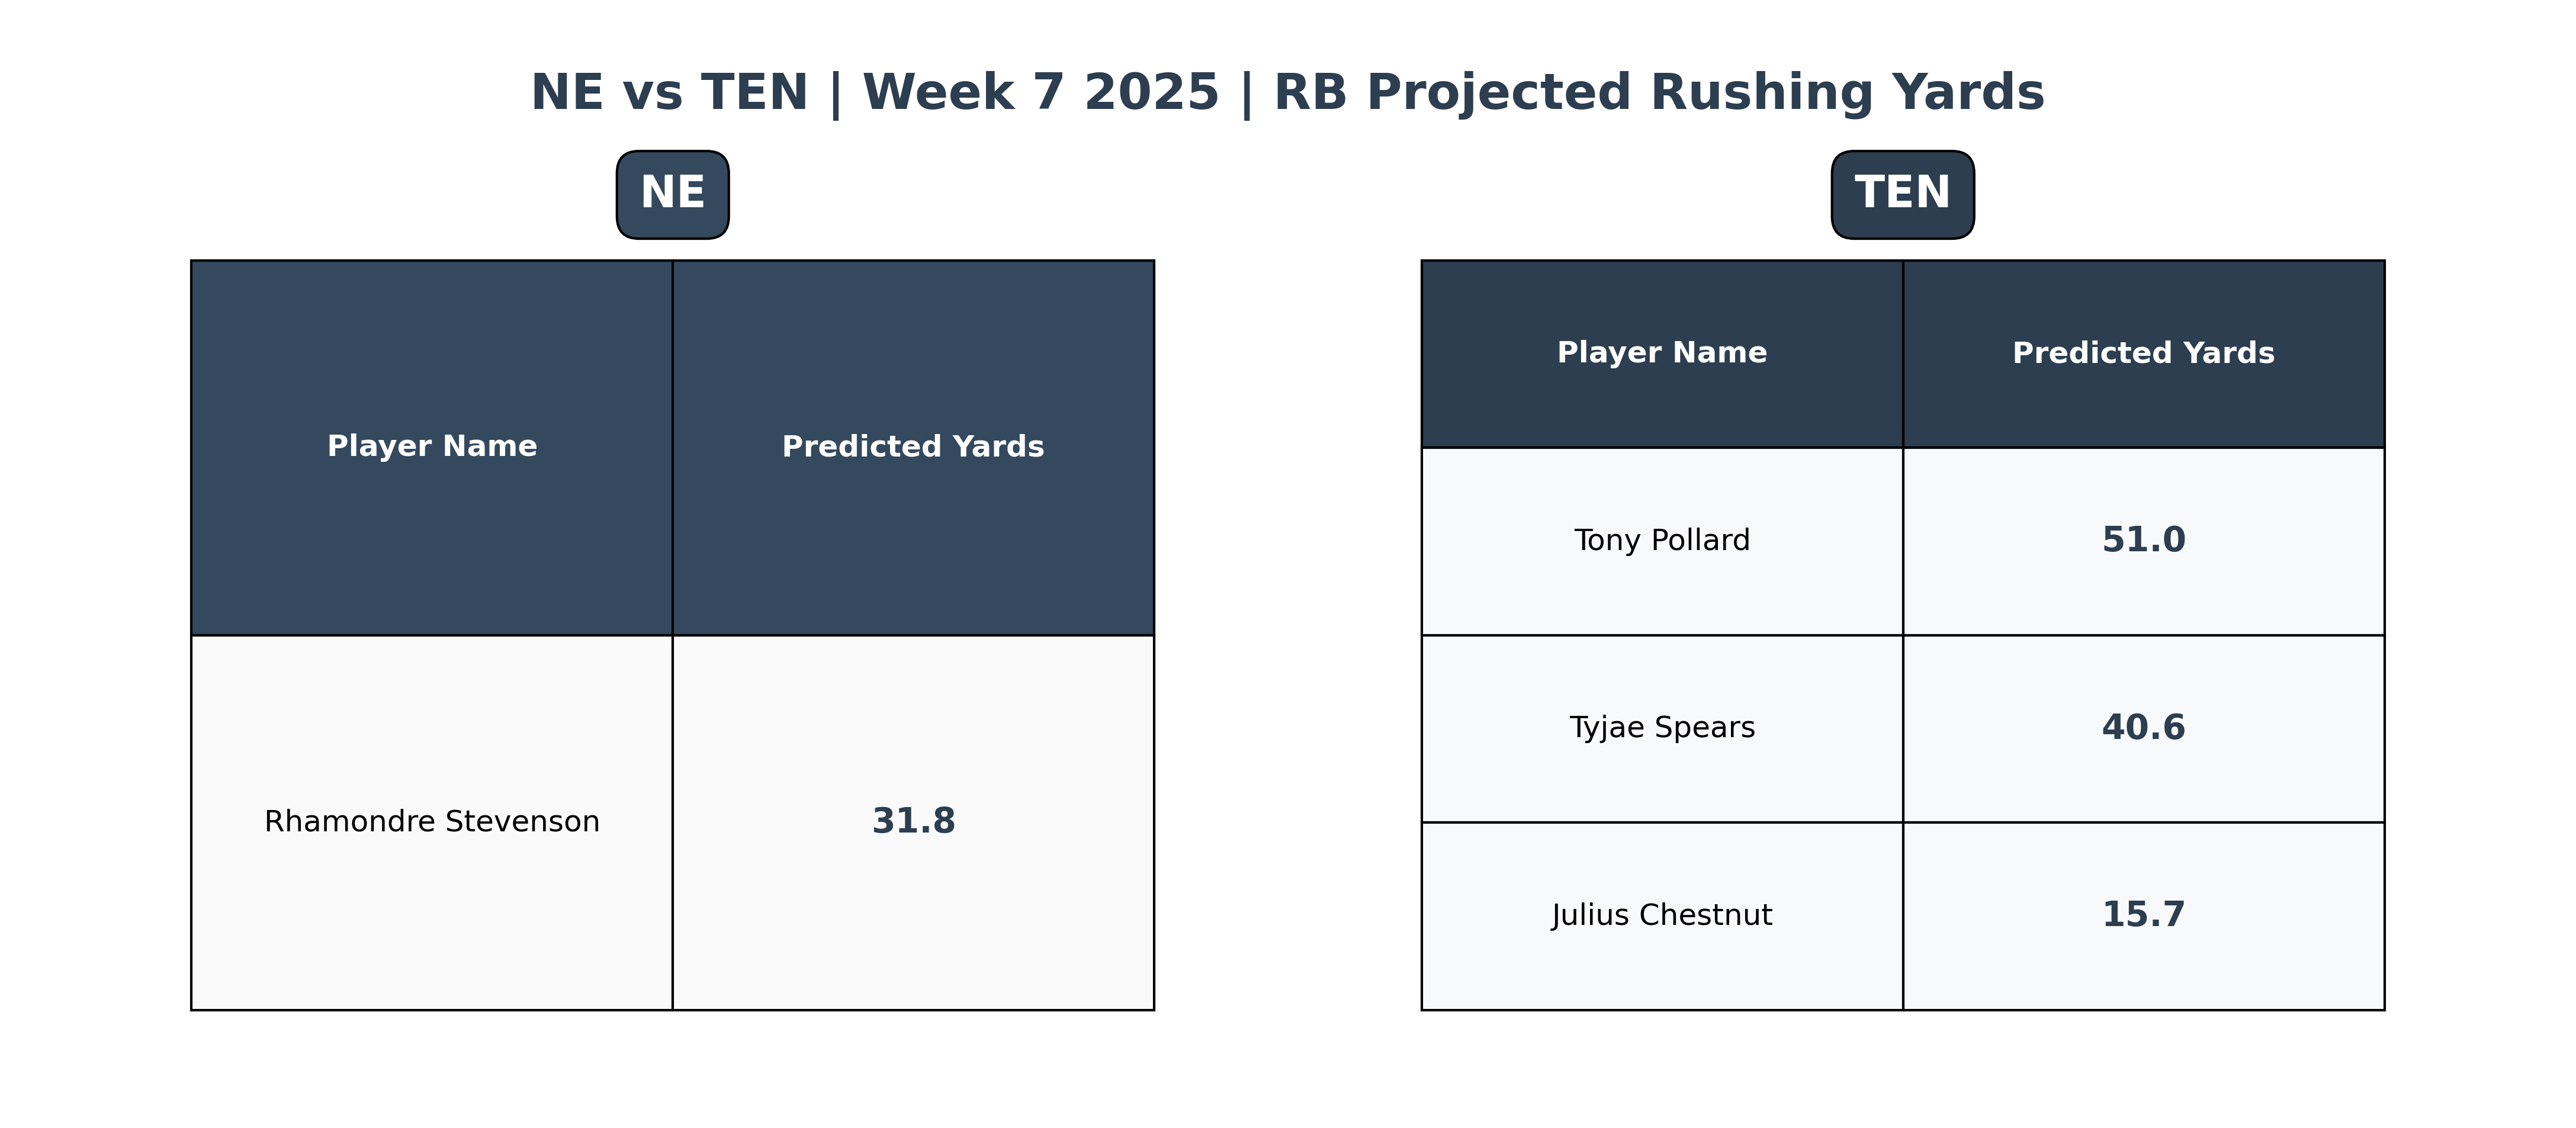 NE vs TEN | Week 7 2025 | RB Projected Rushing Yards
NE
Player Name Predicted Yards
Rhamondre Stevenson 31.8
TEN
Player Name Predicted Yards
Tony Pollard 51.0
Tyjae Spears 40.6
Julius Chestnut 15.7